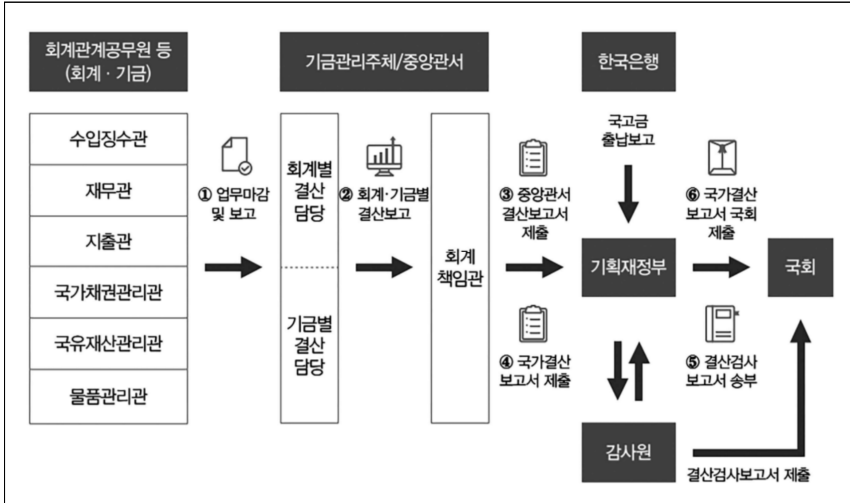 회계관계공무원 등
(회계 · 기금)
기금관리주체/중앙관서
한국은행
수입징수관
재무관
지출관
국가채권관리관
국유재산관리관
물품관리관
① 업무마감
및 보고
회계별
결산
담당
기금별
결산
담당
② 회계·기금별
결산보고
회계
책임관
③ 중앙관서
결산보고서
제출
④ 국가결산
보고서 제출
국고금
출납보고
기획재정부
⑥ 국가결산
보고서 국회
제출
⑤ 결산검사
보고서 송부
국회
감사원
결산검사보고서 제출